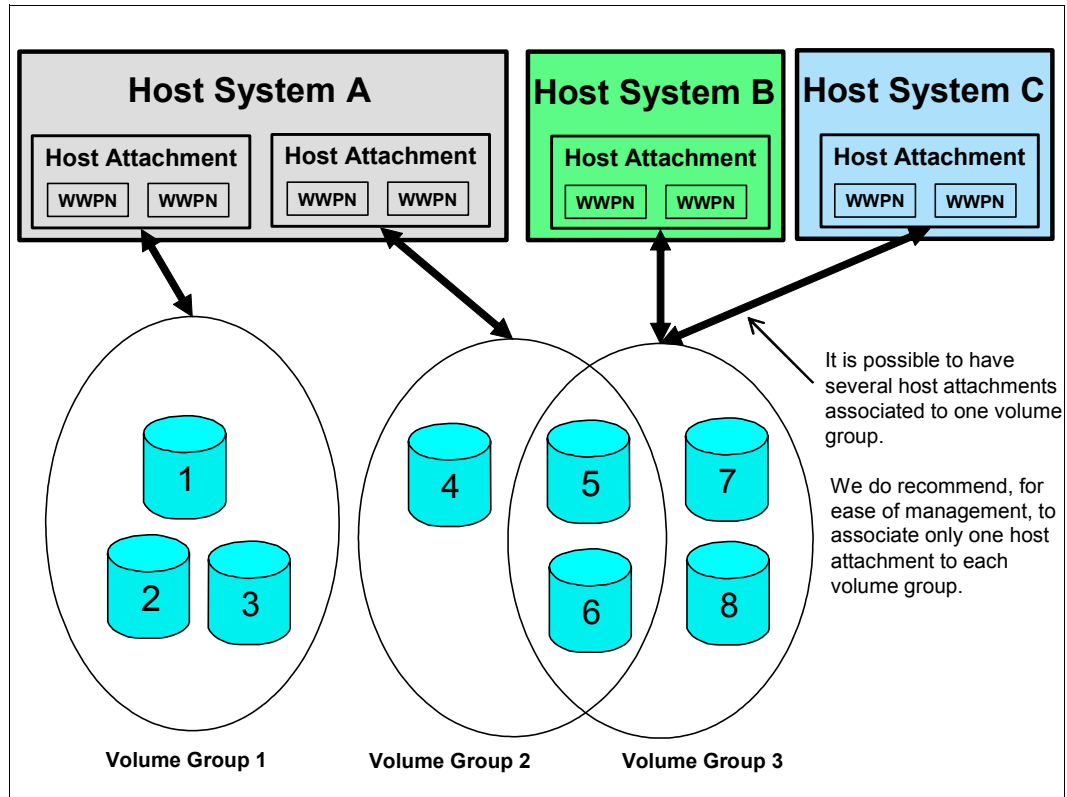 Host System A
Host Attachment
WWPN WWPN
Host Attachment
WWPN WWPN
Host System B
Host Attachment
WWPN WWPN
Host System C
Host Attachment
WWPN WWPN
It is possible to have
several host attachments
associated to one volume
group.
We do recommend, for
ease of management, to
associate only one host
attachment to each
volume group.
1
2
3
4
5
6
7
8
Volume Group 1
Volume Group 2
Volume Group 3